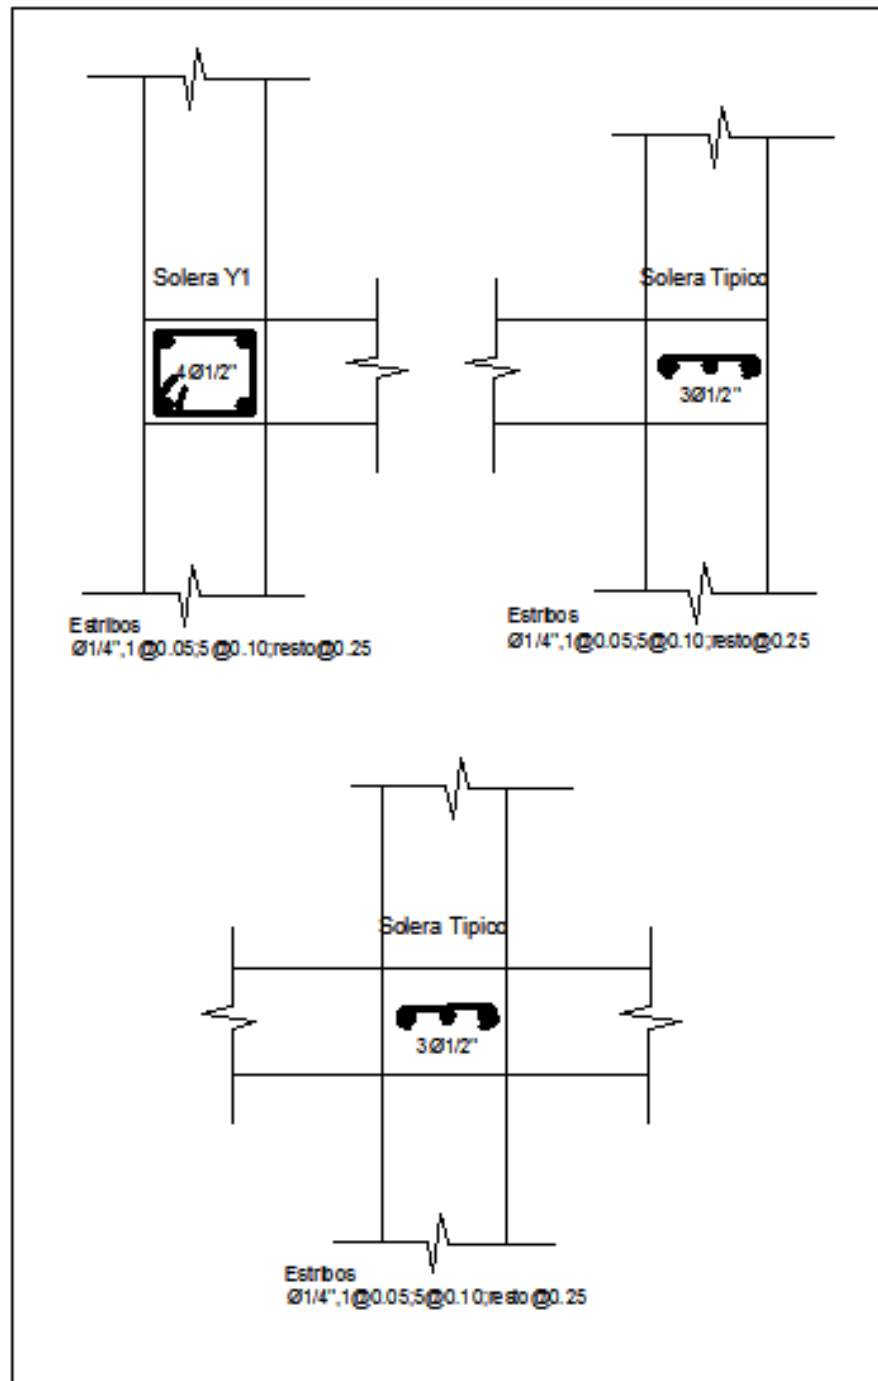 Solera Y1
4Ø1/2"
Estribos
Ø1/4",1@0.05;5@0.10;resto@0.25
Solera Tipico
3Ø1/2"
Estribos
Ø1/4",1@0.05;5@0.10;resto@0.25
Solera Tipico
3Ø1/2"
Estribos
Ø1/4",1@0.05;5@0.10;resto@0.25